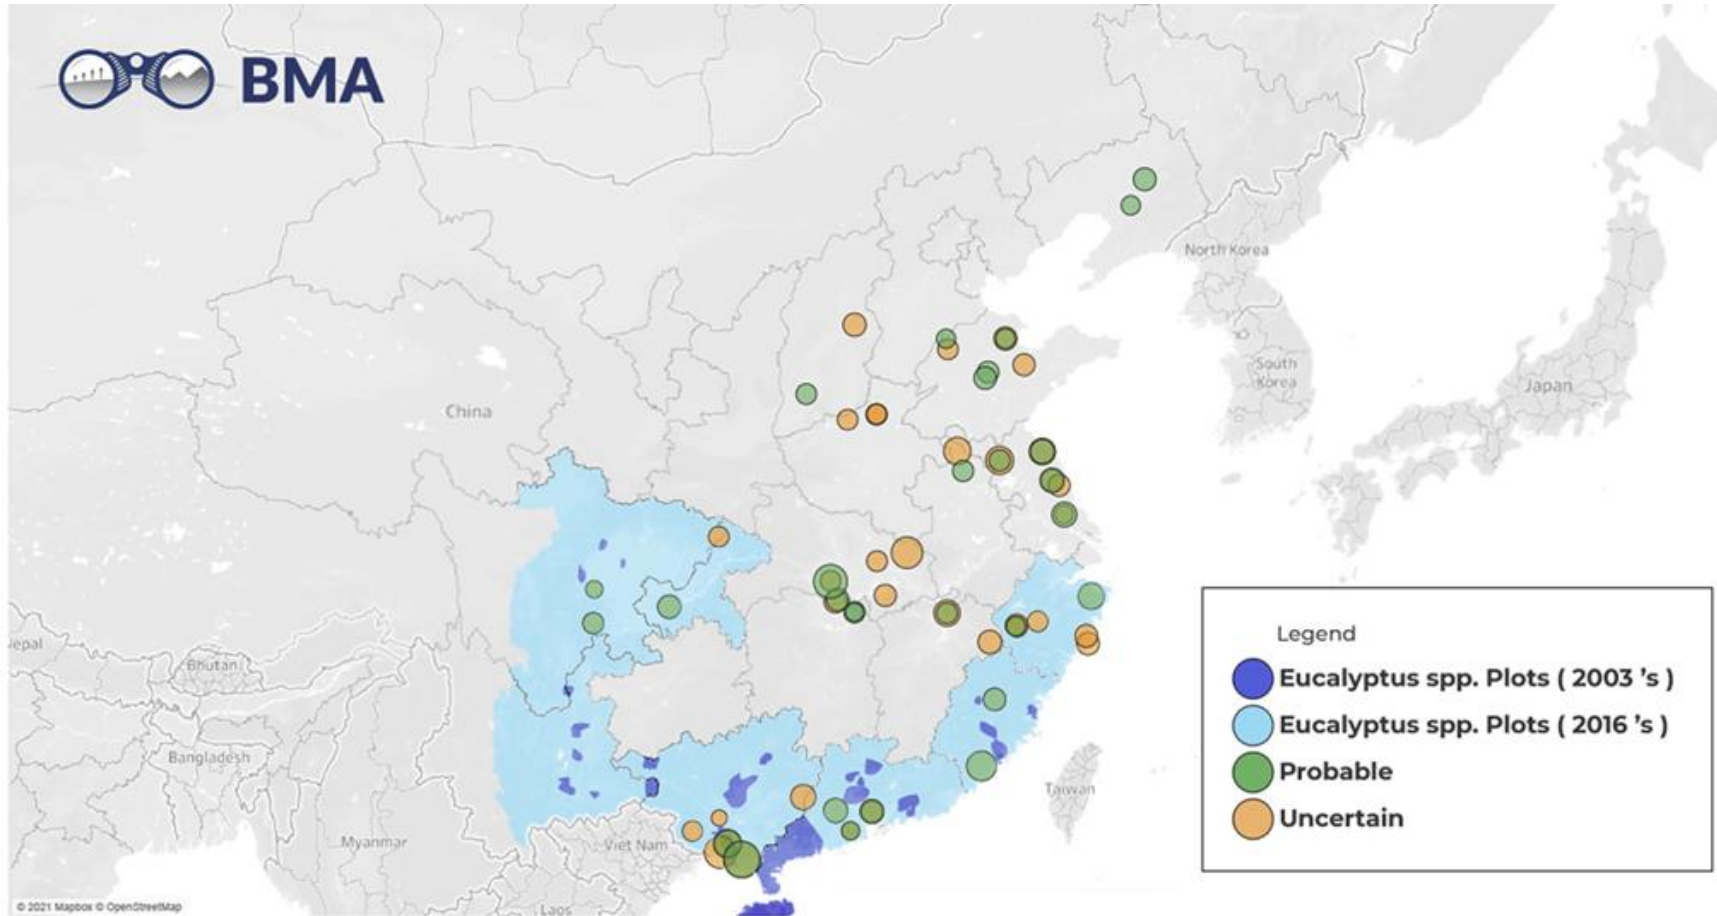 BMA
North Korea
South
Korea
Japan
China
epal
Bhutan
Bangladesh
Taiwan
Myanmar
Viet Nam
Laos
Legend
Eucalyptus spp. Plots ( 2003 's )
Eucalyptus spp. Plots ( 2016 's )
Probable
Uncertain
© 2021 Mapbox © OpenStreetMap